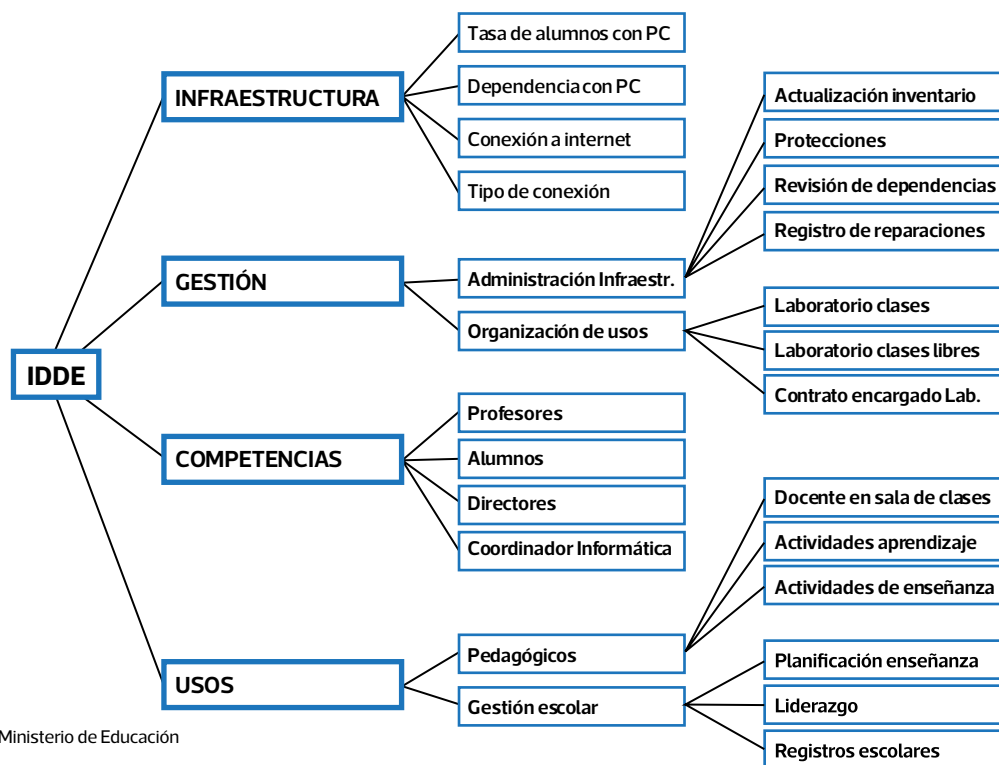 IDDE
INFRAESTRUCTURA
Tasa de alumnos con PC
Dependencia con PC
Conexión a internet
Tipo de conexión
GESTIÓN
Administración Infraestr.
Actualización inventario
Protecciones
Revisión de dependencias
Registro de reparaciones
Organización de usos
Laboratorio clases
Laboratorio clases libres
Contrato encargado Lab.
COMPETENCIAS
Profesores
Alumnos
Directores
Coordinador Informática
USOS
Pedagógicos
Docente en sala de clases
Actividades aprendizaje
Actividades de enseñanza
Gestión escolar
Planificación enseñanza
Liderazgo
Registros escolares
Ministerio de Educación